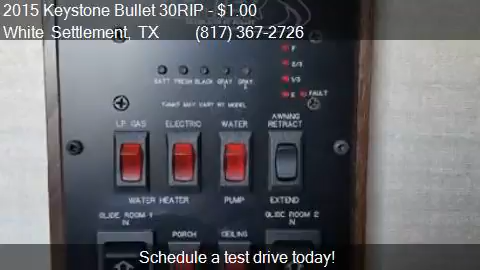 2015 Keystone Bullet 30RIP - $1.00
White Settlement, TX (817) 367-2726
F
2/3
1/3
E FAULT
BATT FRESH BLACK GRAY GRAY
TANKS MAY VARY BY MODEL
LP GAS ELECTRIC WATER AWNING
RETRACT
WATER HEATER PUMP EXTEND
SLIDE ROOM 1 SLIDE ROOM 2
IN PORCH CEILING IN
Schedule a test drive today!